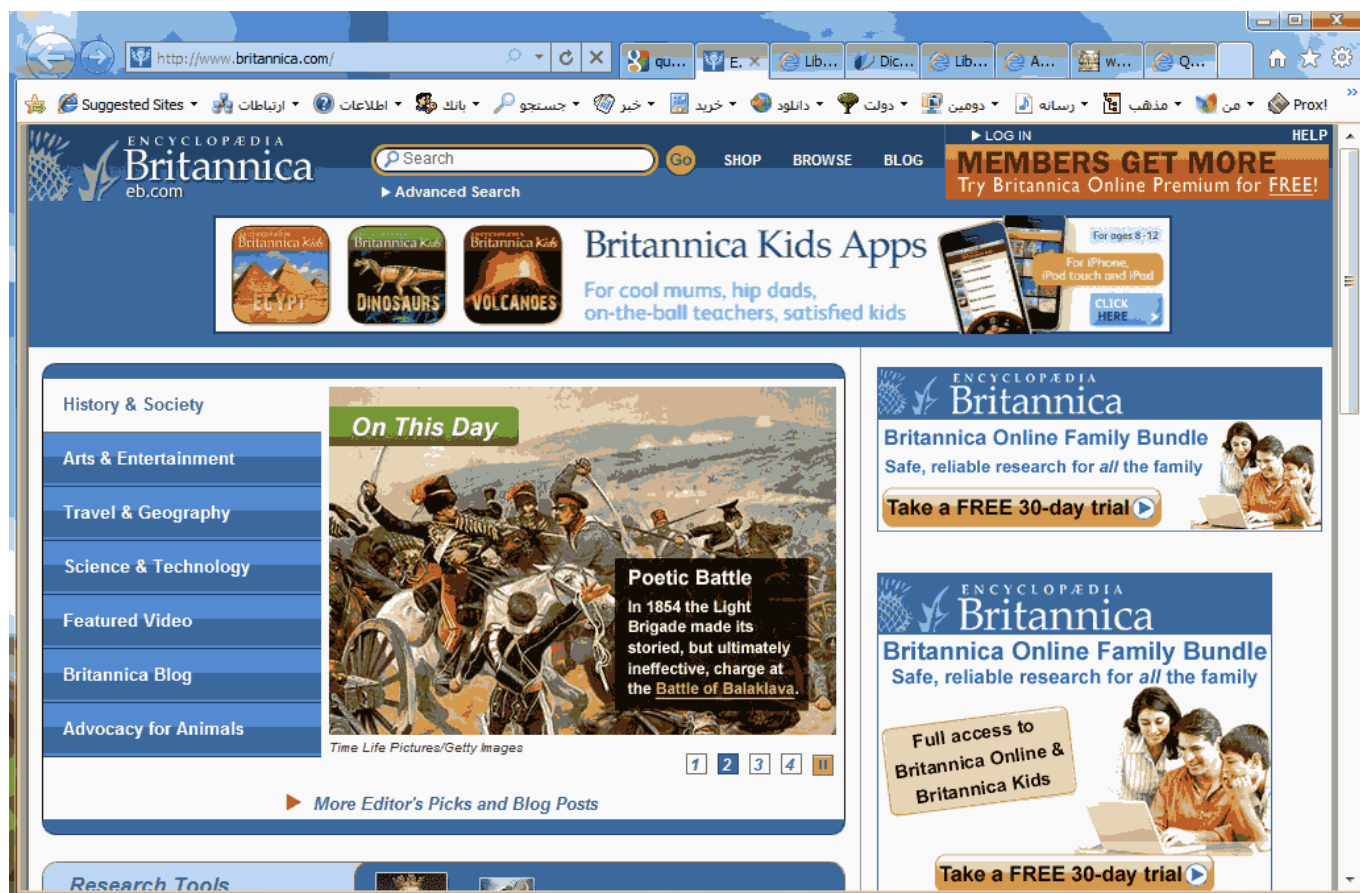 http://www.britannica.com/
qu...
E.
Lib...
Dic...
Lib...
A...
w...
Q...
Suggested Sites
ارتباطات
اطلاعات
بانك
جستجو
خبر
خريد
دانلود
دولت
دومين
رسانه
مذهب
من
Prox!
ENCYCLOPÆDIA
Britannica
eb.com
Search
Go
Advanced Search
SHOP
BROWSE
BLOG
LOG IN
HELP
MEMBERS GET MORE
Try Britannica Online Premium for FREE!
Britannica Kids
EGYPT
Britannica Kids
DINOSAURS
Britannica Kids
VOLCANOES
Britannica Kids Apps
For cool mums, hip dads,
on-the-ball teachers, satisfied kids
For ages 8-12
For iPhone,
iPod touch and iPad
CLICK
HERE
History & Society
Arts & Entertainment
Travel & Geography
Science & Technology
Featured Video
Britannica Blog
Advocacy for Animals
On This Day
Poetic Battle
In 1854 the Light
Brigade made its
storied, but ultimately
ineffective, charge at
the Battle of Balaklava.
Time Life Pictures/Getty Images
1 2 3 4
More Editor's Picks and Blog Posts
Research Tools
ENCYCLOPÆDIA
Britannica
Britannica Online Family Bundle
Safe, reliable research for all the family
Take a FREE 30-day trial
ENCYCLOPÆDIA
Britannica
Britannica Online Family Bundle
Safe, reliable research for all the family
Full access to
Britannica Online &
Britannica Kids
Take a FREE 30-day trial